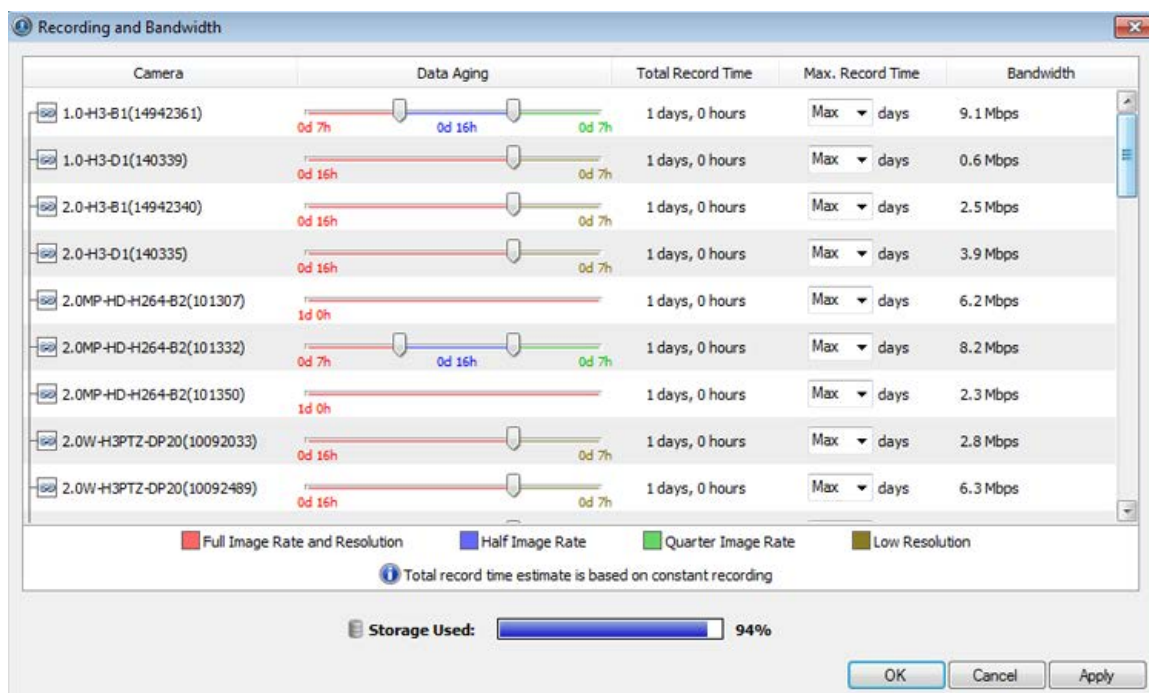 Recording and Bandwidth
Camera Data Aging Total Record Time Max. Record Time Bandwidth
1.0-H3-B1(14942361) 0d 7h 0d 16h 0d 7h 1 days, 0 hours Max days 9.1 Mbps
1.0-H3-D1(140339) 0d 16h 0d 7h 1 days, 0 hours Max days 0.6 Mbps
2.0-H3-B1(14942340) 0d 16h 0d 7h 1 days, 0 hours Max days 2.5 Mbps
2.0-H3-D1(140335) 0d 16h 0d 7h 1 days, 0 hours Max days 3.9 Mbps
2.0MP-HD-H264-B2(101307) 1d 0h 1 days, 0 hours Max days 6.2 Mbps
2.0MP-HD-H264-B2(101332) 0d 7h 0d 16h 0d 7h 1 days, 0 hours Max days 8.2 Mbps
2.0MP-HD-H264-B2(101350) 1d 0h 1 days, 0 hours Max days 2.3 Mbps
2.0W-H3PTZ-DP20(10092033) 0d 16h 0d 7h 1 days, 0 hours Max days 2.8 Mbps
2.0W-H3PTZ-DP20(10092489) 0d 16h 0d 7h 1 days, 0 hours Max days 6.3 Mbps
Full Image Rate and Resolution Half Image Rate Quarter Image Rate Low Resolution
Total record time estimate is based on constant recording
Storage Used: 94%
OK Cancel Apply